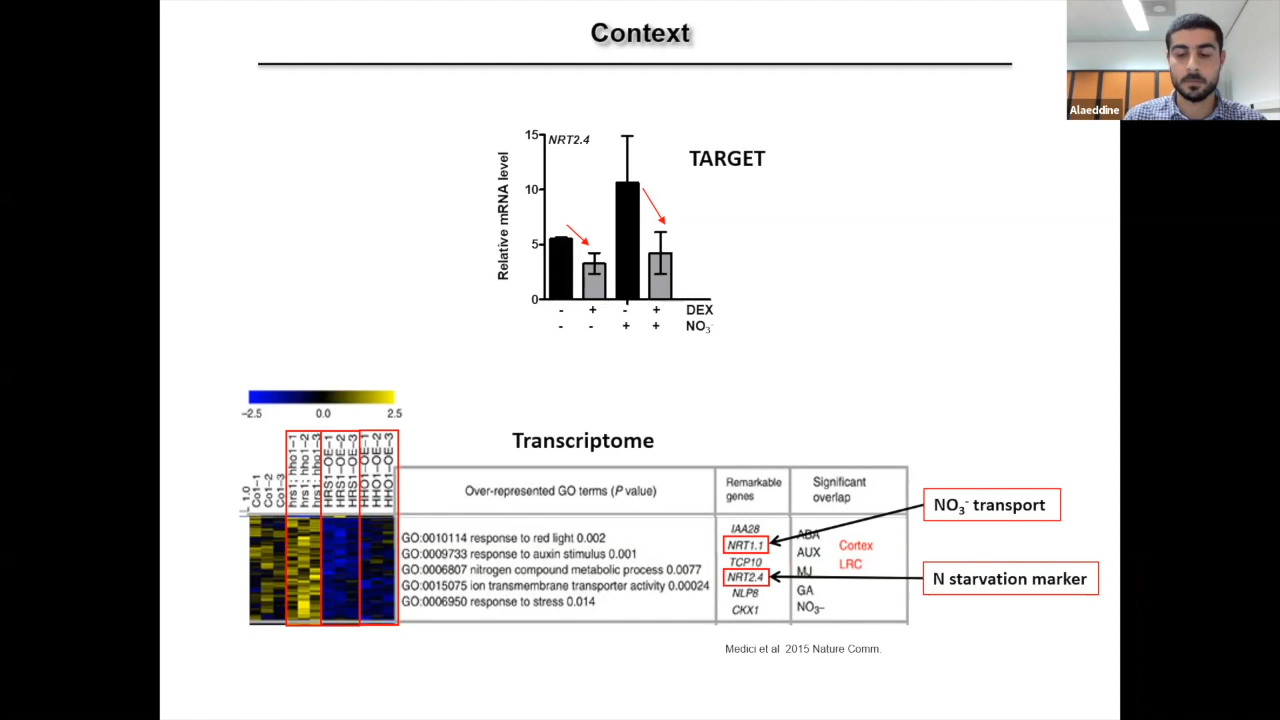 Context
Alaeddine
NRT2.4
TARGET
15
10
5
0
Relative mRNA level
- + - + DEX
- - + + NO3-
-2.5 0.0 2.5
Transcriptome
1.0
Co1-1
Co1-2
Co1-3
hrs1; hho1-1
hrs1; hho1-2
hrs1; hho1-3
HRS1-OE-1
HRS1-OE-2
HRS1-OE-3
HHO1-OE-1
HHO1-OE-2
HHO1-OE-3
Over-represented GO terms (P value)
Remarkable
genes
Significant
overlap
GO:0010114 response to red light 0.002
GO:0009733 response to auxin stimulus 0.001
GO:0006807 nitrogen compound metabolic process 0.0077
GO:0015075 ion transmembrane transporter activity 0.00024
GO:0006950 response to stress 0.014
IAA28
NRT1.1
TCP10
NRT2.4
NLP8
CKX1
ABA
AUX
MJ
GA
NO3-
Cortex
LRC
NO3- transport
N starvation marker
Medici et al 2015 Nature Comm.